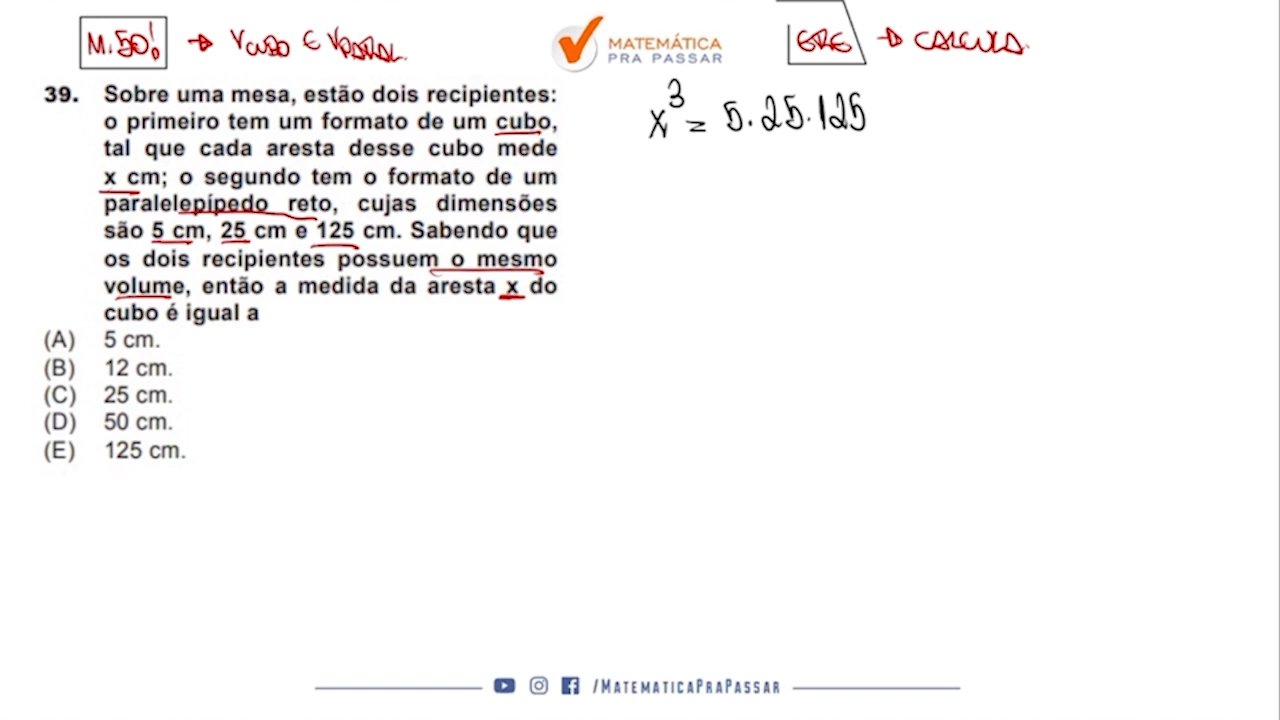 M.50! → VCUBO E VPARAL.
MATEMÁTICA
PRA PASSAR
→ CALCULA.
39. Sobre uma mesa, estão dois recipientes:
o primeiro tem um formato de um cubo,
tal que cada aresta desse cubo mede
x cm; o segundo tem o formato de um
paralelepípedo reto, cujas dimensões
são 5 cm, 25 cm e 125 cm. Sabendo que
os dois recipientes possuem o mesmo
volume, então a medida da aresta x do
cubo é igual a
(A) 5 cm.
(B) 12 cm.
(C) 25 cm.
(D) 50 cm.
(E) 125 cm.
x³ = 5.25.125
/MATEMATICAPRAPASSAR